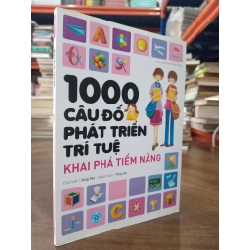 1000
CÂU ĐỐ
PHÁT TRIỂN
TRÍ TUỆ
KHAI PHÁ TIỀM NĂNG